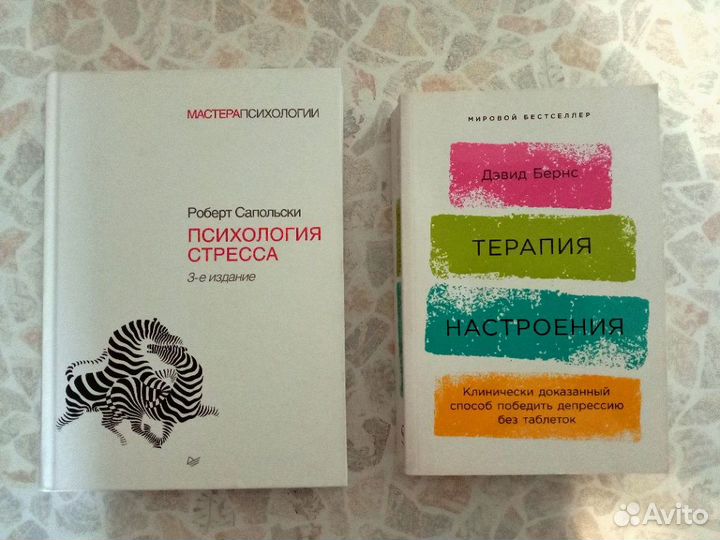 МАСТЕРАПСИХОЛОГИИ
Роберт Сапольски
ПСИХОЛОГИЯ
СТРЕССА
3-е издание
МИРОВОЙ БЕСТСЕЛЛЕР
Дэвид Бернс
ТЕРАПИЯ
НАСТРОЕНИЯ
Клинически доказанный
способ победить депрессию
без таблеток
Avito